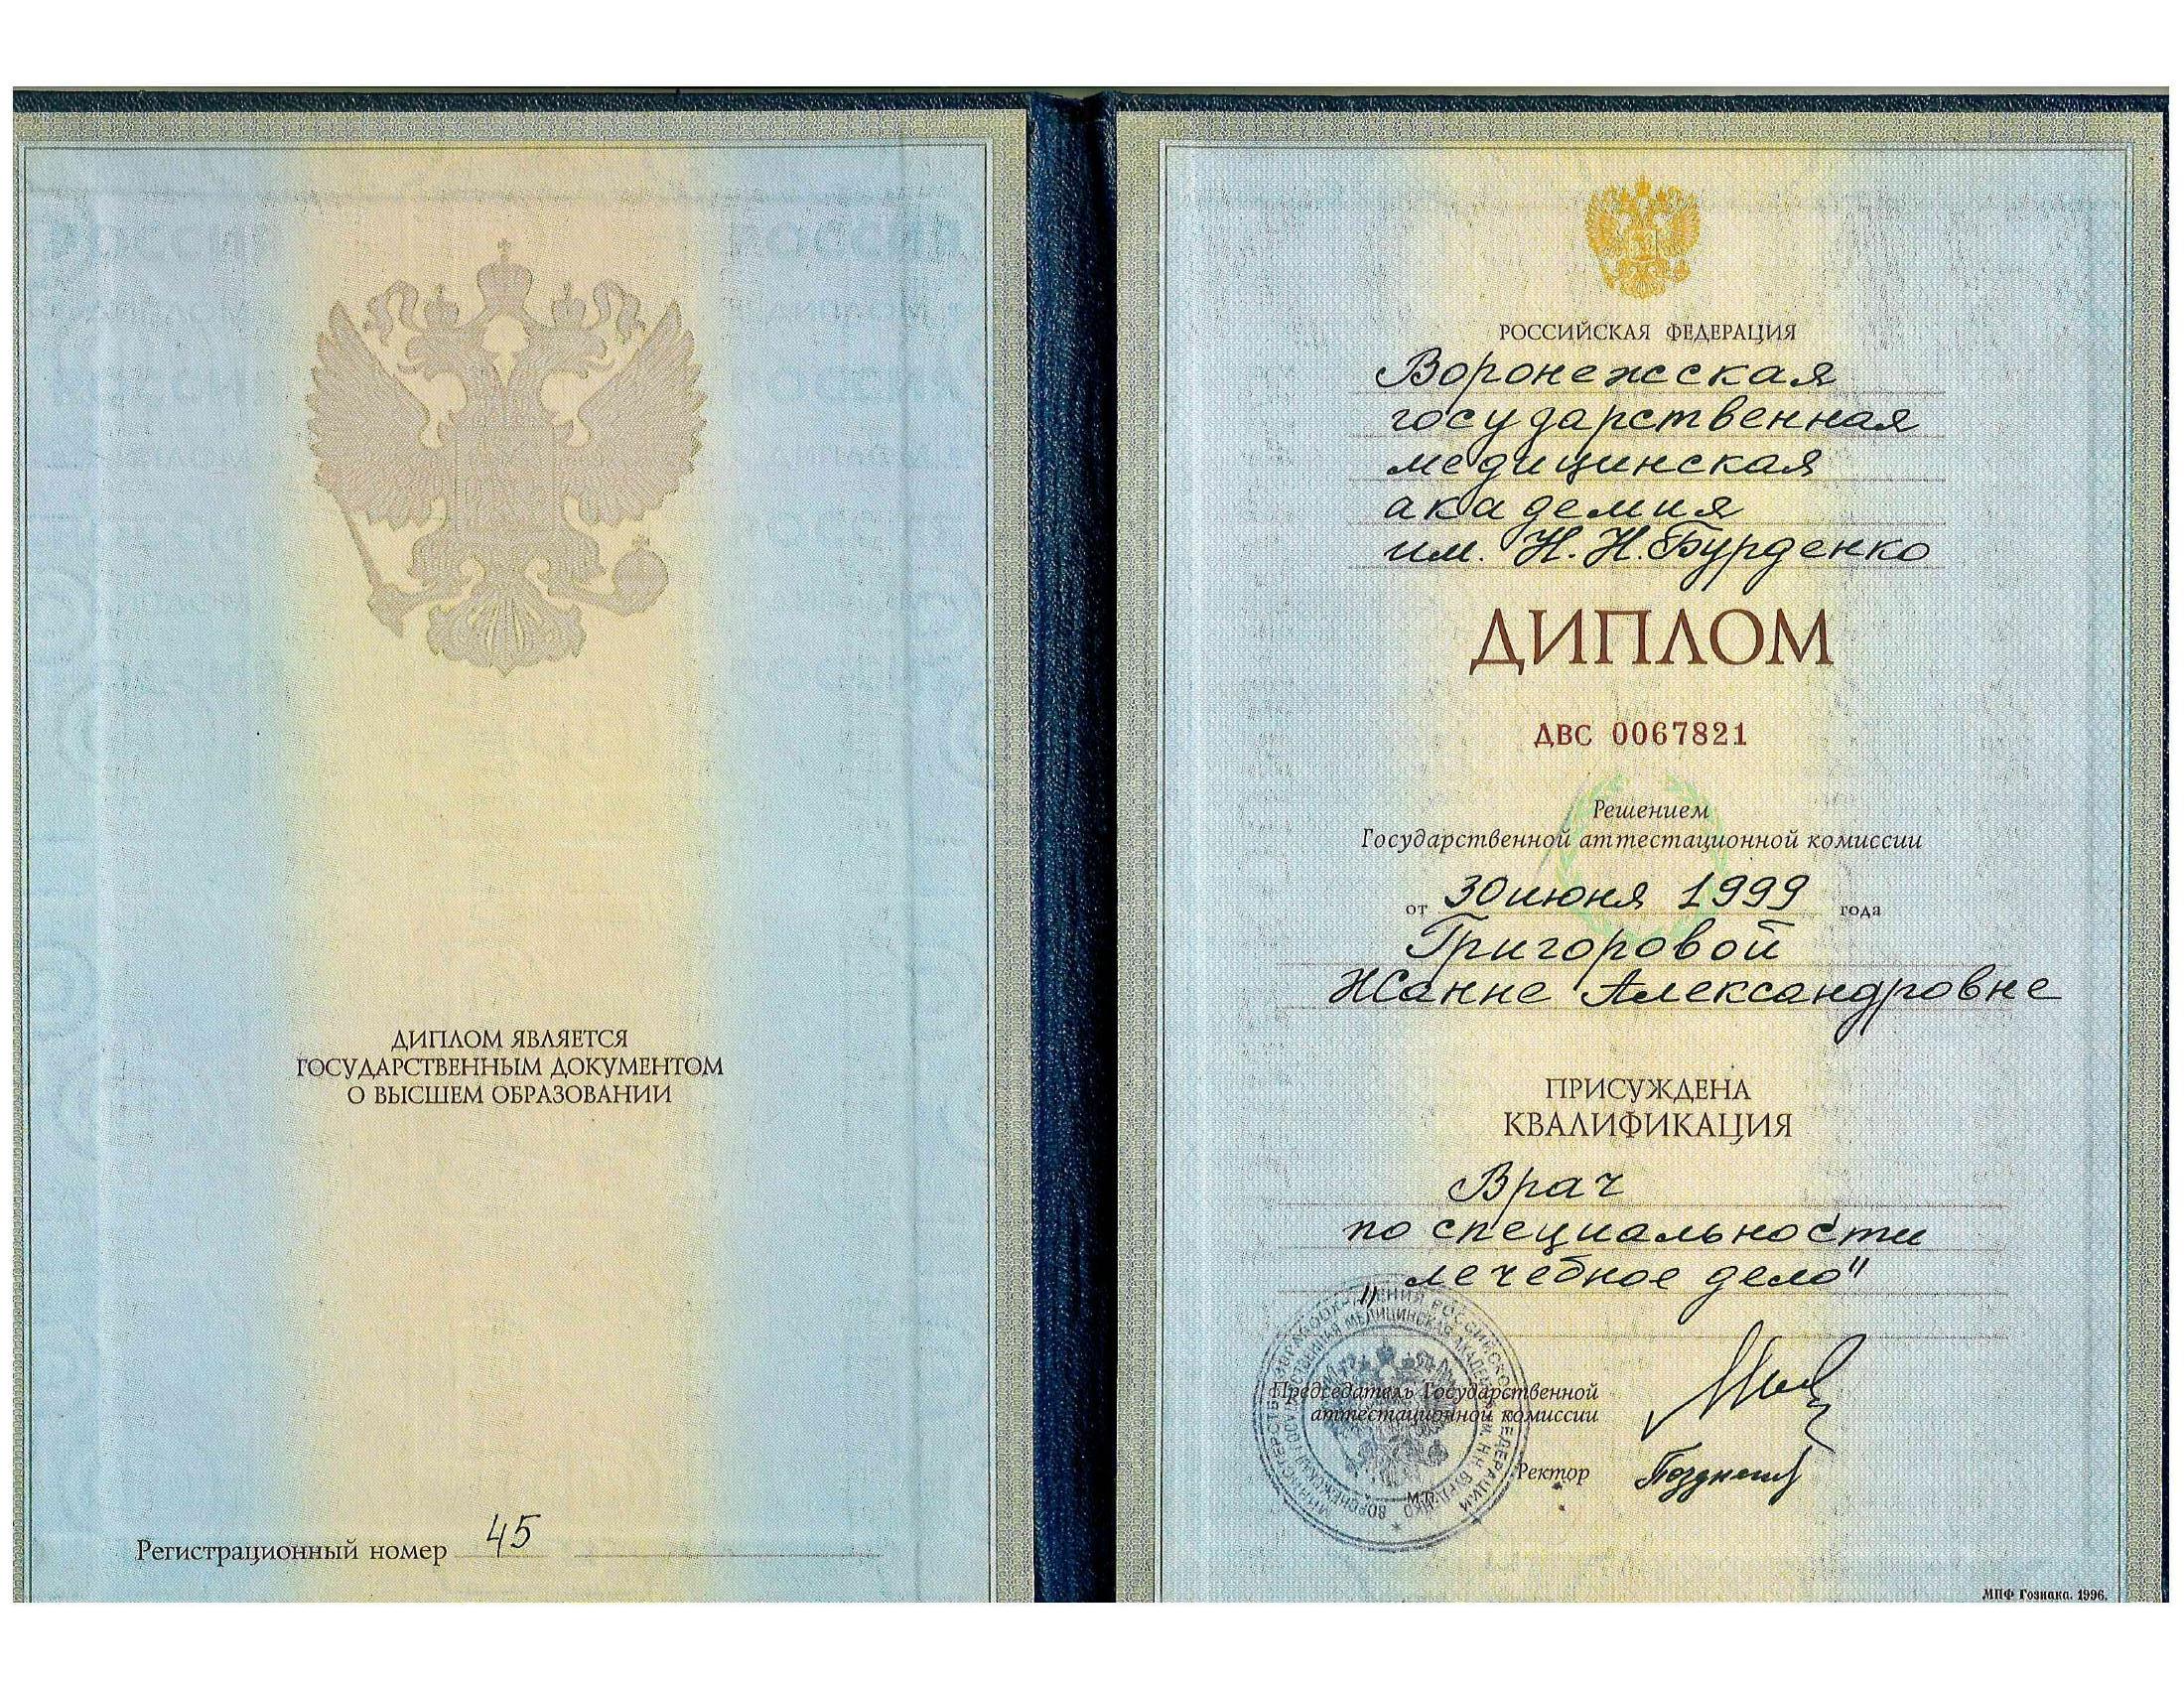 ДИПЛОМ ЯВЛЯЕТСЯ
ГОСУДАРСТВЕННЫМ ДОКУМЕНТОМ
О ВЫСШЕМ ОБРАЗОВАНИИ
Регистрационный номер 45
РОССИЙСКАЯ ФЕДЕРАЦИЯ
Воронежская
государственная
медицинская
академия
им. Н. Н. Бурденко
ДИПЛОМ
ДВС 0067821
Решением
Государственной аттестационной комиссии
от 30 июня 1999 года
Григоровой
Жанне Александровне
ПРИСУЖДЕНА
КВАЛИФИКАЦИЯ
Врач
по специальности
„лечебное дело"
Председатель Государственной
аттестационной комиссии
Ректор
М.П.
МПФ Гознака. 1996.